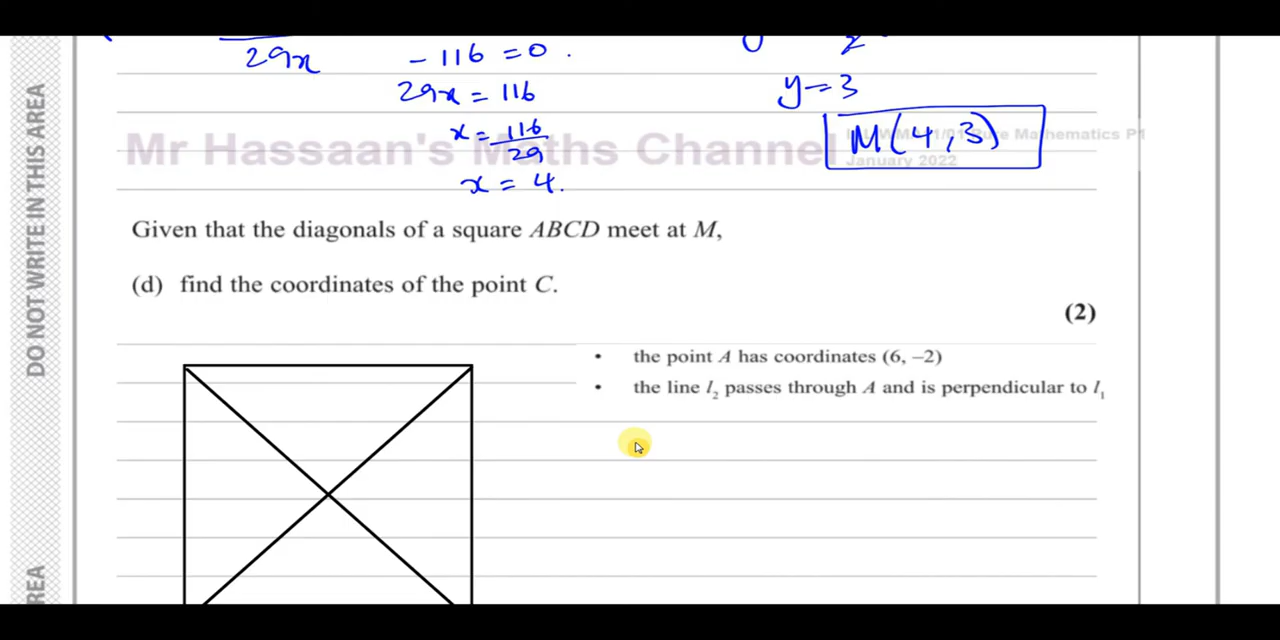 29x
- 116 = 0 .
29x = 116
y = 3
x = 116/29
M(4,3)
Mathematics P1
January 2022
Mr Hassaan's Maths Channel
x = 4.
DO NOT WRITE IN THIS AREA
Given that the diagonals of a square ABCD meet at M,
(d) find the coordinates of the point C.
(2)
• the point A has coordinates (6, –2)
• the line l₂ passes through A and is perpendicular to l₁
AREA